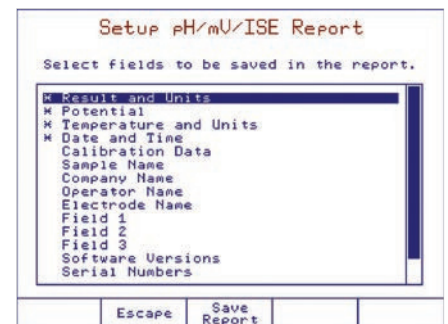 Setup pH/mV/ISE Report
Select fields to be saved in the report.
* Result and Units
* Potential
* Temperature and Units
* Date and Time
Calibration Data
Sample Name
Company Name
Operator Name
Electrode Name
Field 1
Field 2
Field 3
Software Versions
Serial Numbers
Escape
Save
Report